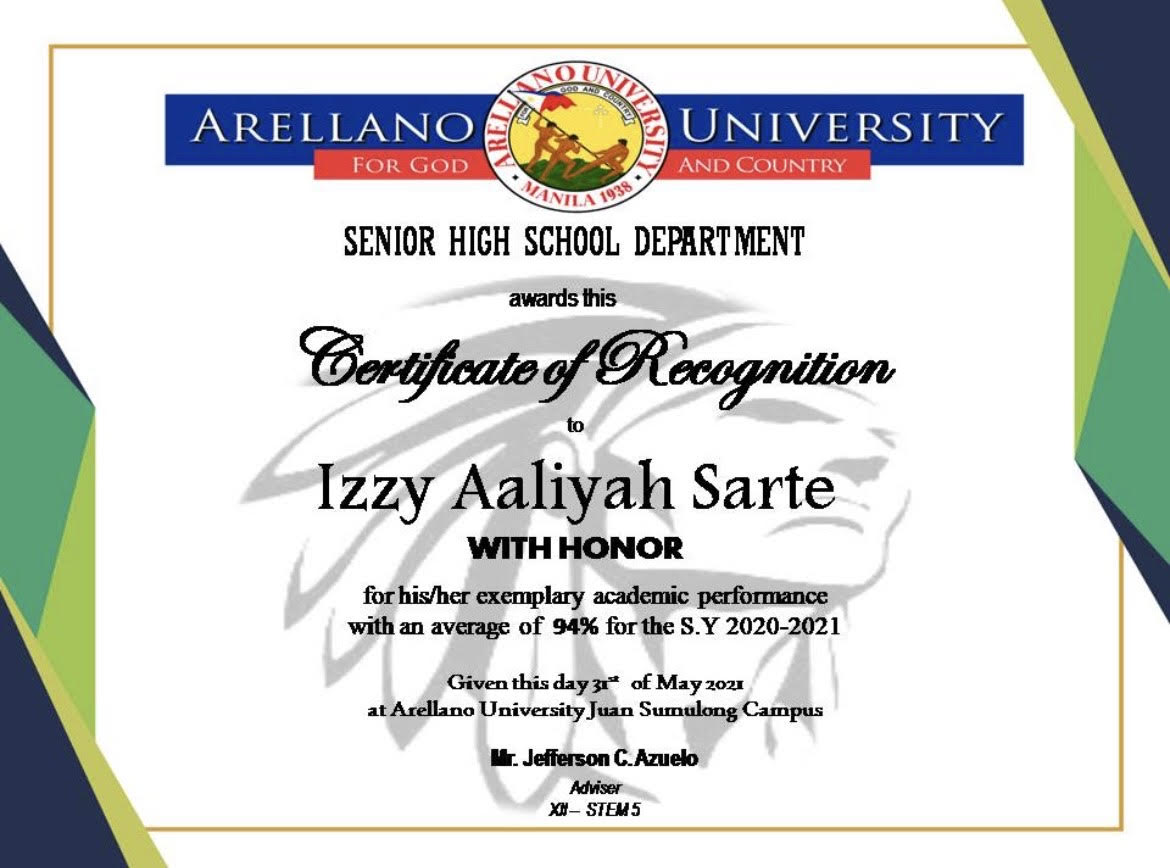 ARELLANO UNIVERSITY
FOR GOD AND COUNTRY
ARELLANO UNIVERSITY
GOD AND COUNTRY
MANILA 1938
SENIOR HIGH SCHOOL DEPARTMENT
awards this
Certificate of Recognition
to
Izzy Aaliyah Sarte
WITH HONOR
for his/her exemplary academic performance
with an average of 94% for the S.Y 2020-2021
Given this day 31st of May 2021
at Arellano University Juan Sumulong Campus
Mr. Jefferson C. Azuelo
Adviser
XII – STEM 5